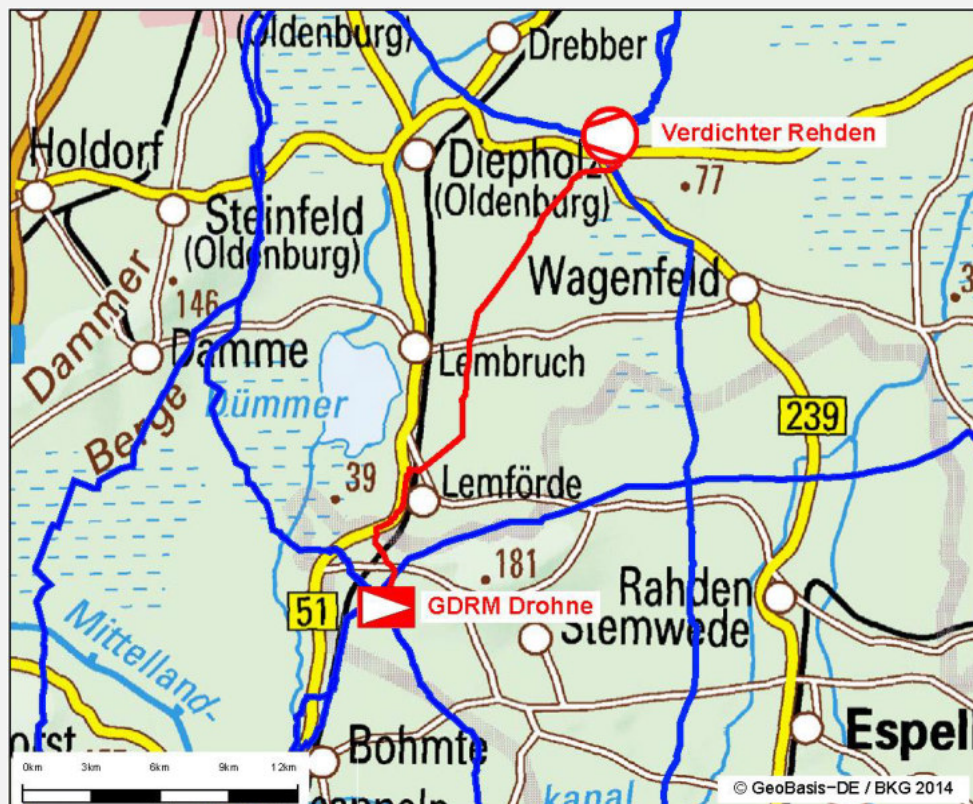 (Oldenburg)
Drebber
Verdichter Rehden
Holdorf
Diepholz
(Oldenburg)
77
Steinfeld
(Oldenburg)
Wagenfeld
146
Dammer
Berge
Damme
Lembruch
Dümmer
239
39
Lemförde
181
Rahden
51
GDRM Drohne
Stemwede
Mittelland-
Bohmte
Espel
kanal
0km 3km 6km 9km 12km
© GeoBasis-DE / BKG 2014